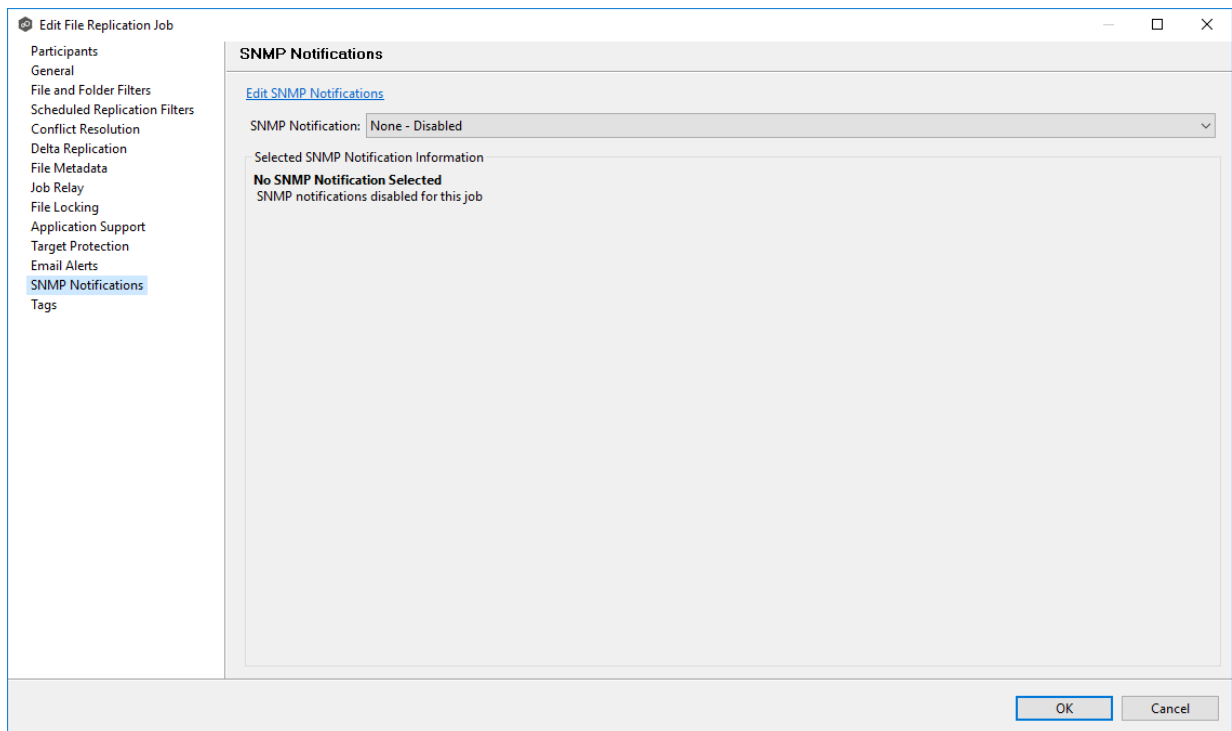 Edit File Replication Job
Participants
General
File and Folder Filters
Scheduled Replication Filters
Conflict Resolution
Delta Replication
File Metadata
Job Relay
File Locking
Application Support
Target Protection
Email Alerts
SNMP Notifications
Tags
SNMP Notifications
Edit SNMP Notifications
SNMP Notification: None - Disabled
Selected SNMP Notification Information
No SNMP Notification Selected
SNMP notifications disabled for this job
OK Cancel